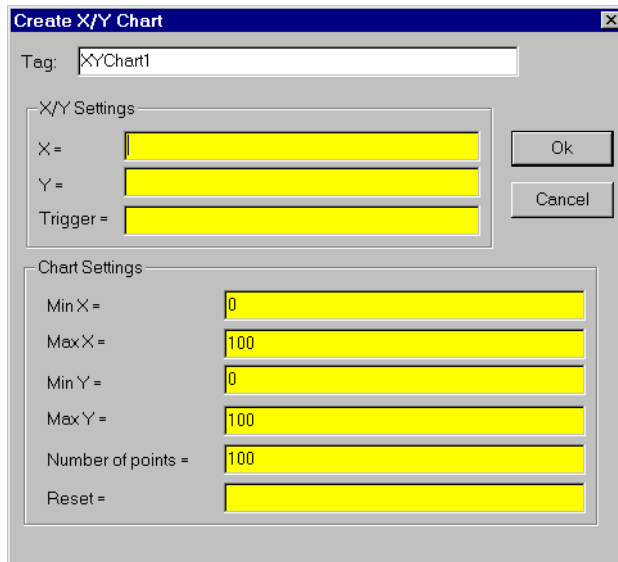 Create X/Y Chart
Tag: XYChart1
X/Y Settings
X =
Ok
Y =
Cancel
Trigger =
Chart Settings
Min X = 0
Max X = 100
Min Y = 0
Max Y = 100
Number of points = 100
Reset =